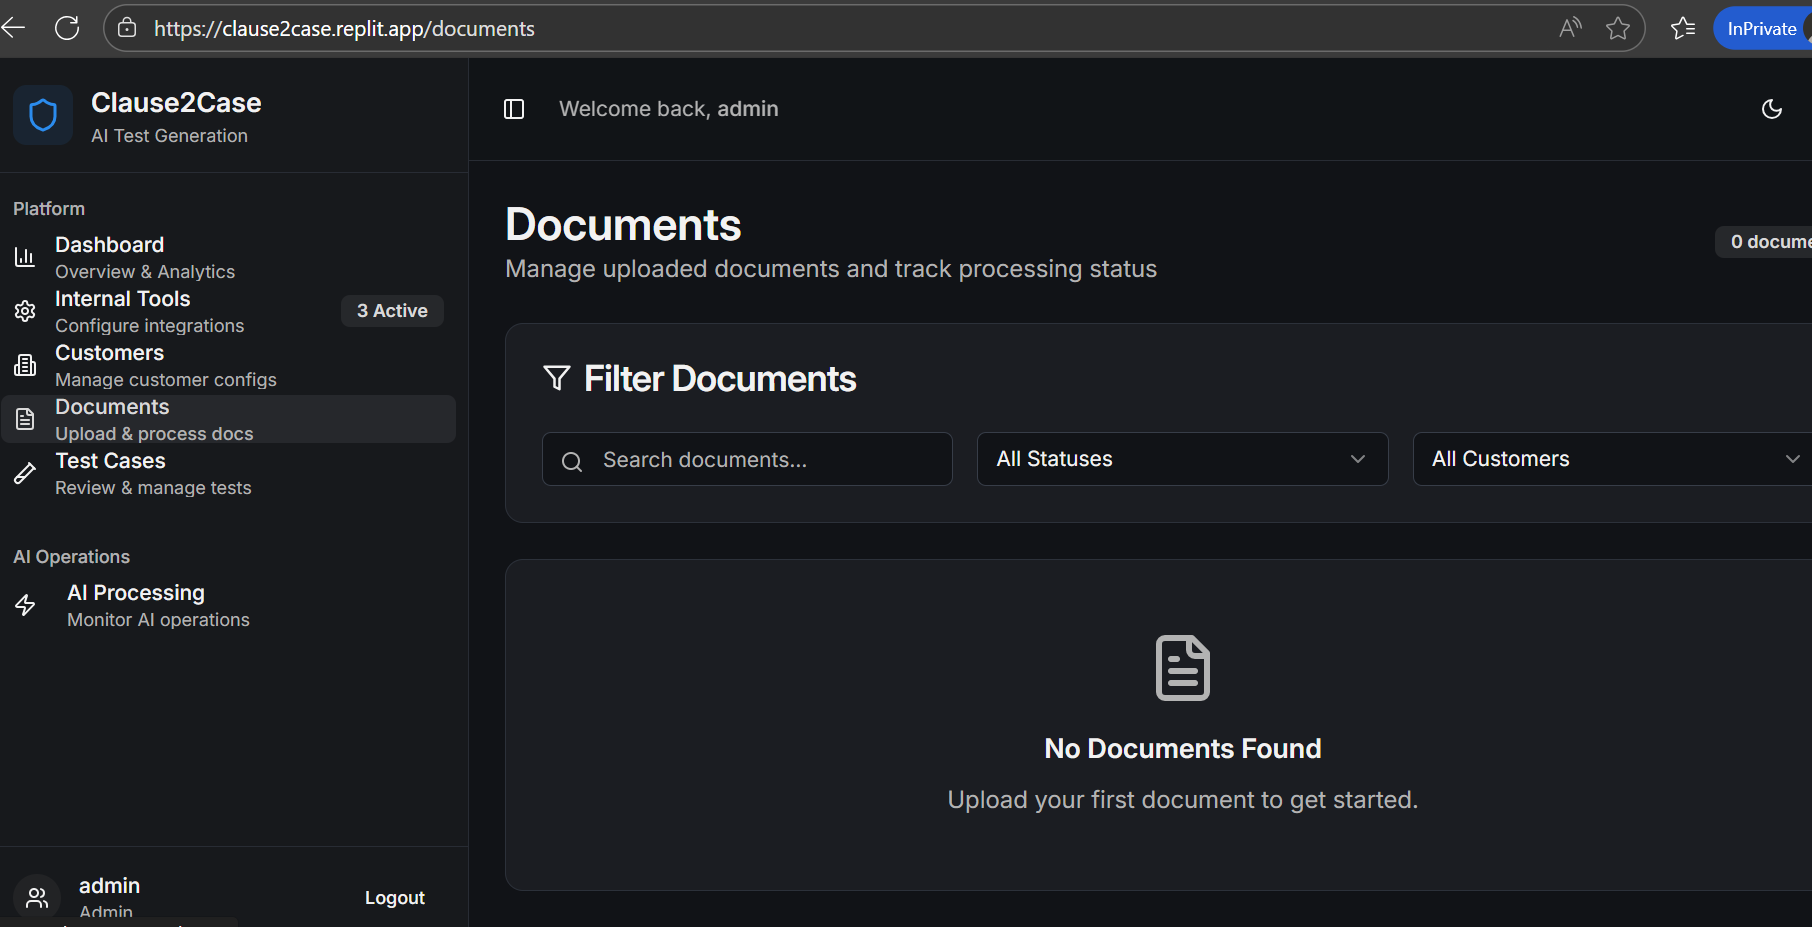 https://clause2case.replit.app/documents
InPrivate
Clause2Case
AI Test Generation
Welcome back, admin
Platform
Dashboard
Overview & Analytics
Internal Tools
Configure integrations
3 Active
Customers
Manage customer configs
Documents
Upload & process docs
Test Cases
Review & manage tests
AI Operations
AI Processing
Monitor AI operations
admin
Admin
Logout
Documents
Manage uploaded documents and track processing status
0 docume
Filter Documents
Search documents...
All Statuses
All Customers
No Documents Found
Upload your first document to get started.